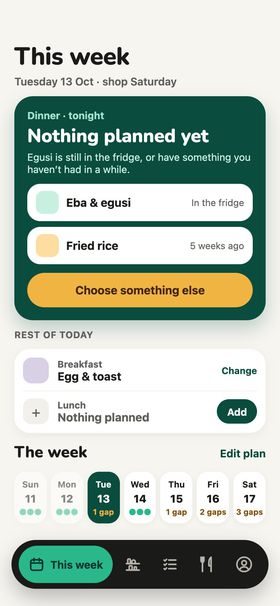 This week
Tuesday 13 Oct · shop Saturday
Dinner · tonight
Nothing planned yet
Egusi is still in the fridge, or have something you
haven't had in a while.
Eba & egusi In the fridge
Fried rice 5 weeks ago
Choose something else
REST OF TODAY
Breakfast
Egg & toast
Change
Lunch
Nothing planned
Add
The week Edit plan
Sun Mon Tue Wed Thu Fri Sat
11 12 13 14 15 16 17
1 gap 1 gap 2 gaps 3 gaps
This week